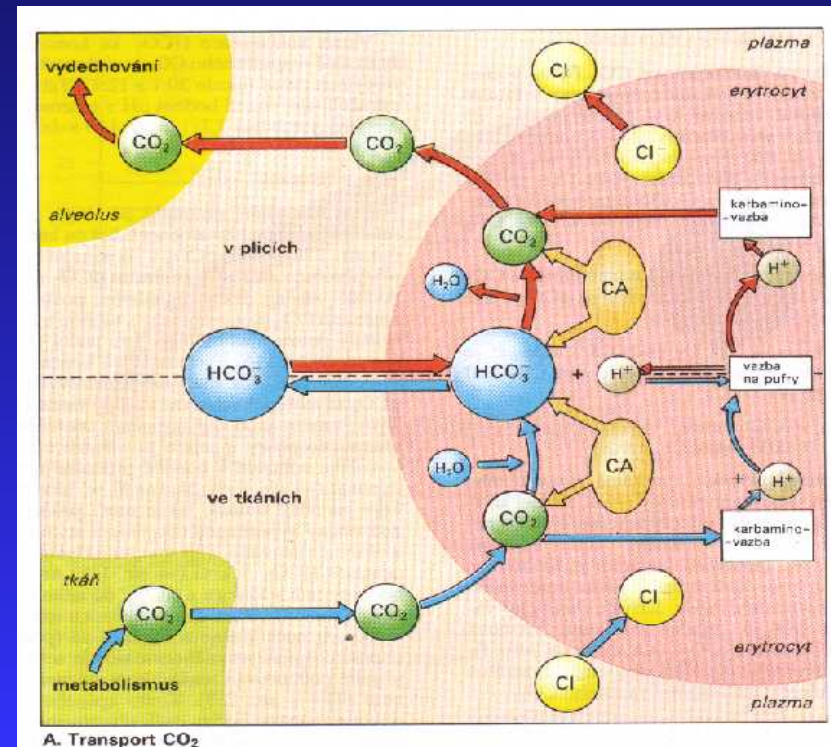 plazma
Cl⁻
erytrocyt
vydechování
Cl⁻
CO₂
CO₂
karbamino-
-vazba
alveolus
CO₂
v plicích
H⁺
H₂O
CA
HCO₃⁻
HCO₃⁻
+
H⁺
vazba
na pufry
H₂O
CA
+
H⁺
ve tkáních
CO₂
karbamino-
-vazba
tkáň
CO₂
CO₂
Cl⁻
erytrocyt
metabolismus
Cl
plazma
A. Transport CO₂